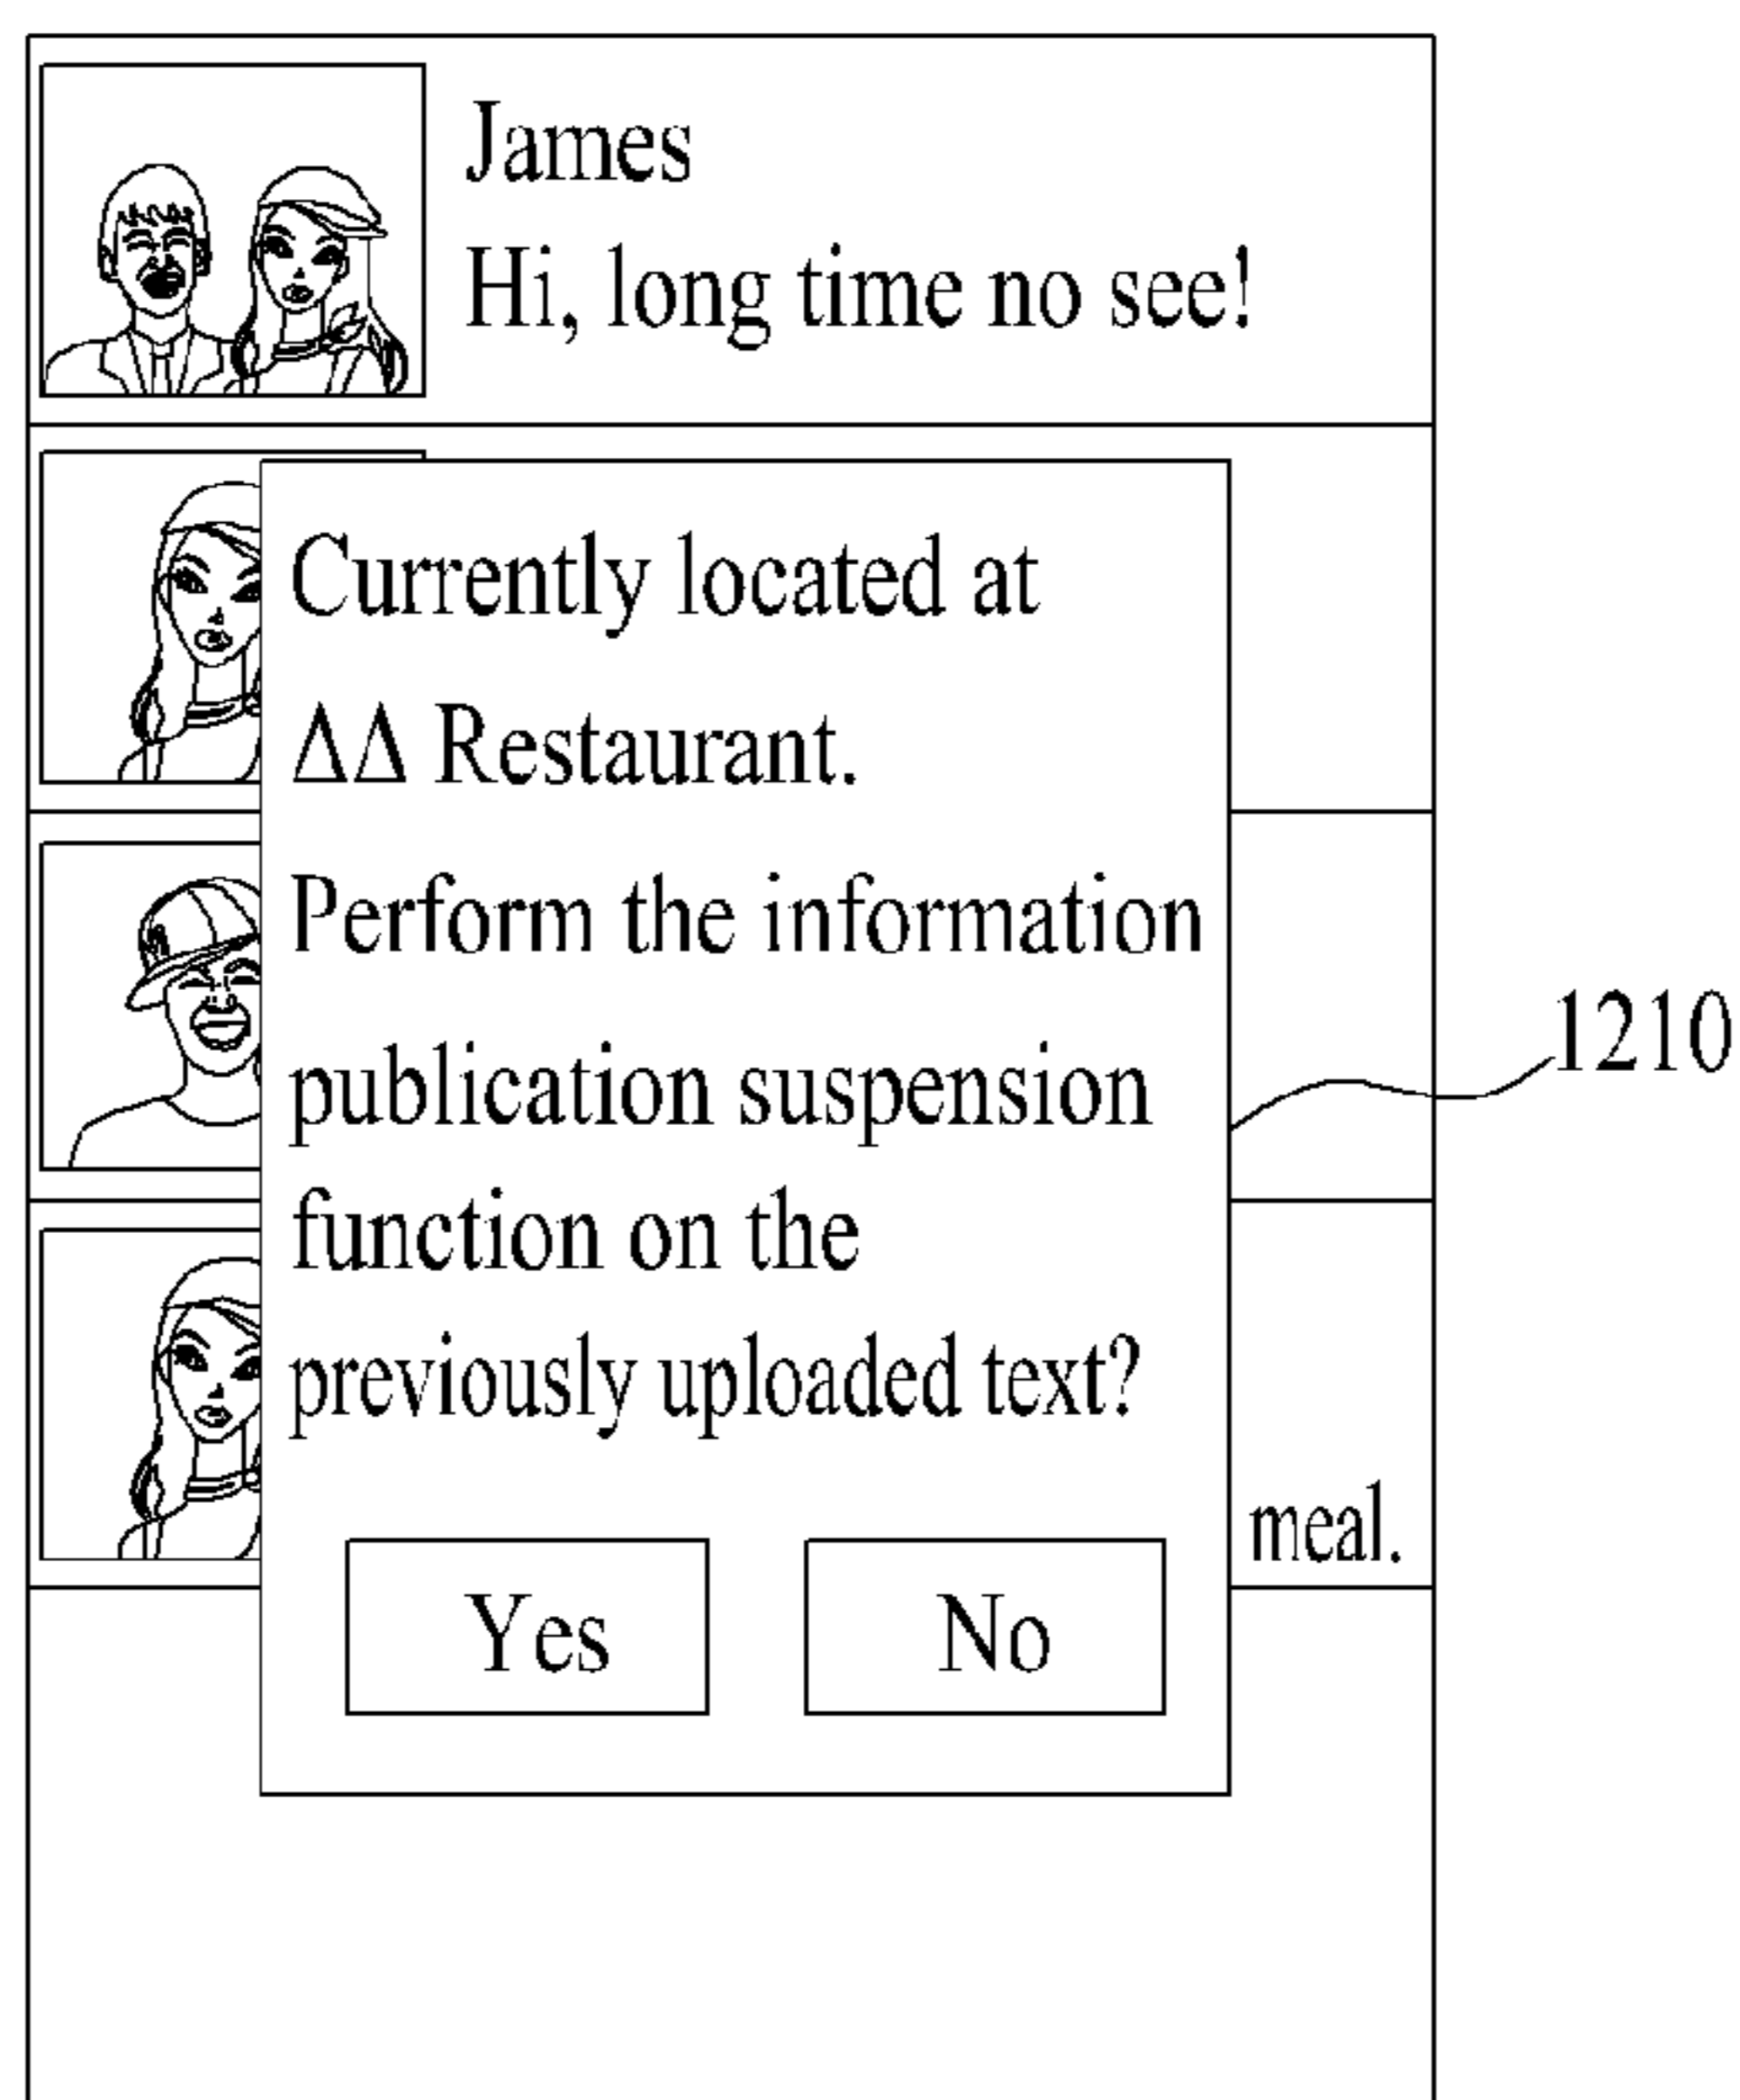 James
Hi, long time no see!
Currently located at
ΔΔ Restaurant.
Perform the information
publication suspension
function on the
previously uploaded text?
1210
meal.
Yes
No